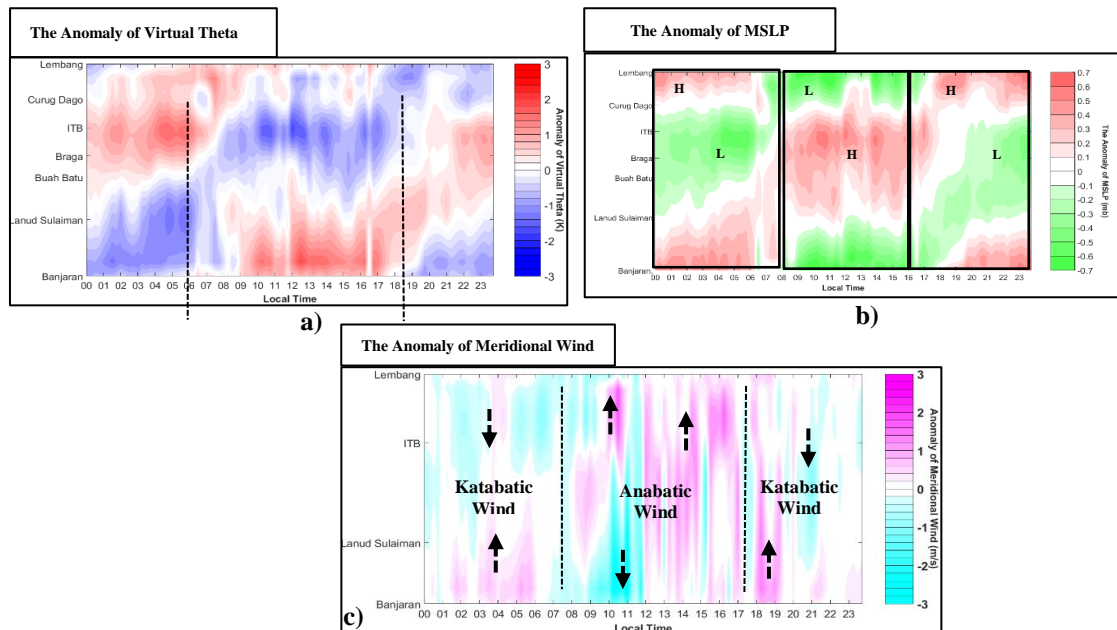 The Anomaly of Virtual Theta
Lembang
Curug Dago
ITB
Braga
Buah Batu
Lanud Sulaiman
Banjaran
00 01 02 03 04 05 06 07 08 09 10 11 12 13 14 15 16 17 18 19 20 21 22 23
Local Time
3
2
1
0
-1
-2
-3
Anomaly of Virtual Theta (K)
a)
The Anomaly of MSLP
Lembang
Curug Dago
ITB
Braga
Buah Batu
Lanud Sulaiman
Banjaran
H
L
L
H
H
L
00 01 02 03 04 05 06 07 08 09 10 11 12 13 14 15 16 17 18 19 20 21 22 23
Local Time
0.7
0.6
0.5
0.4
0.3
0.2
0.1
0
-0.1
-0.2
-0.3
-0.4
-0.5
-0.6
-0.7
The Anomaly of MSLP (mb)
b)
The Anomaly of Meridional Wind
Lembang
ITB
Lanud Sulaiman
Banjaran
Katabatic
Wind
Anabatic
Wind
Katabatic
Wind
00 01 02 03 04 05 06 07 08 09 10 11 12 13 14 15 16 17 18 19 20 21 22 23
Local Time
3
2
1
0
-1
-2
-3
Anomaly of Meridional Wind (m/s)
c)